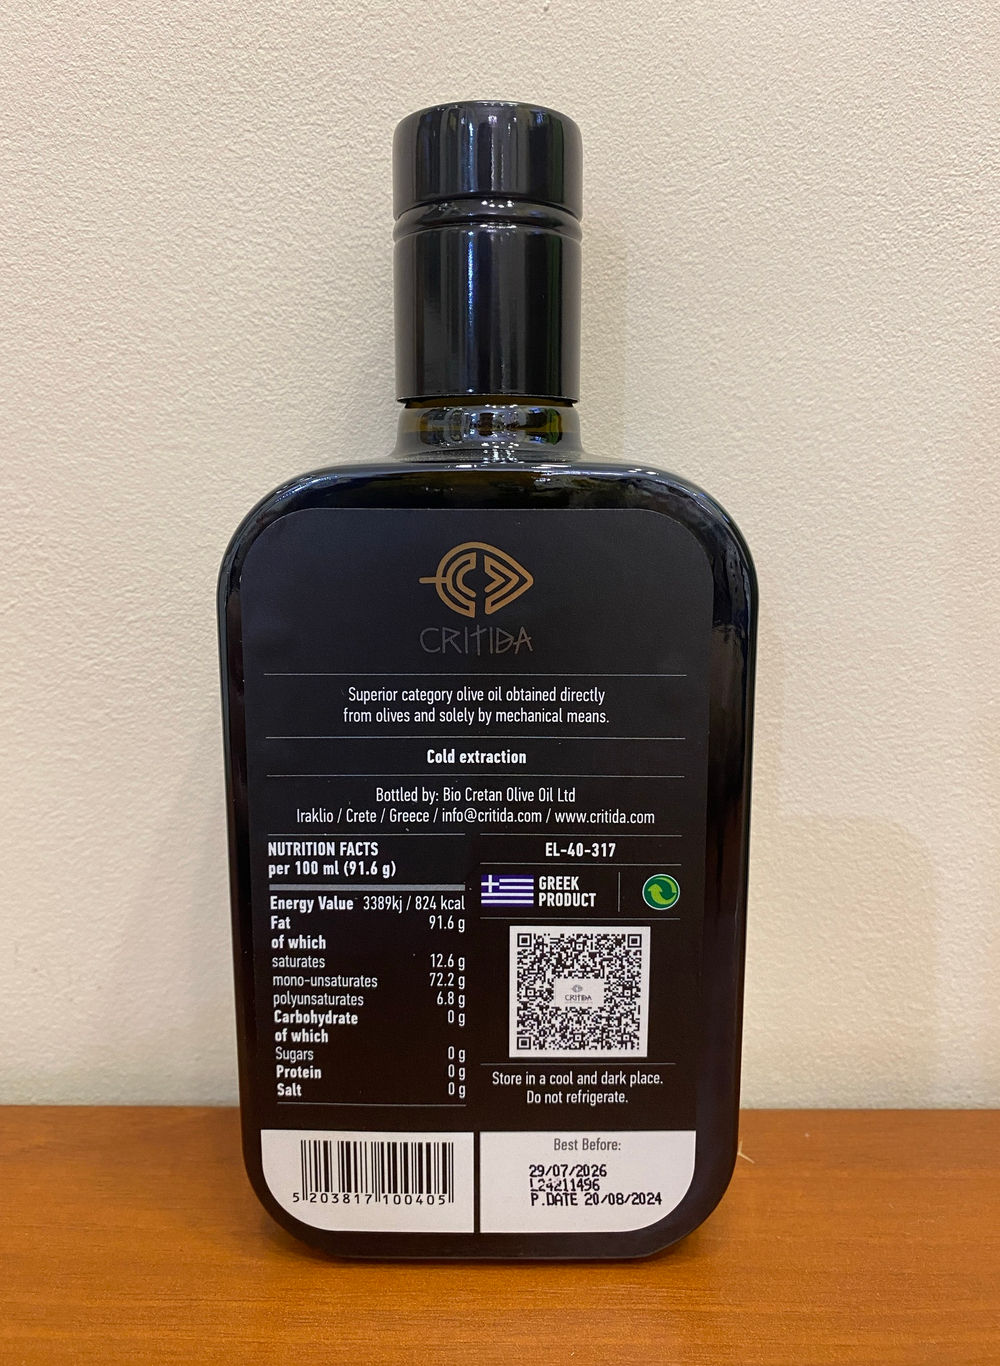 CRITIDA
Superior category olive oil obtained directly
from olives and solely by mechanical means.
Cold extraction
Bottled by: Bio Cretan Olive Oil Ltd
Iraklio / Crete / Greece / info@critida.com / www.critida.com
NUTRITION FACTS
per 100 ml (91.6 g)
Energy Value 3389kj / 824 kcal
Fat 91.6 g
of which
saturates 12.6 g
mono-unsaturates 72.2 g
polyunsaturates 6.8 g
Carbohydrate 0 g
of which
Sugars 0 g
Protein 0 g
Salt 0 g
EL-40-317
GREEK
PRODUCT
CRITIDA
Store in a cool and dark place.
Do not refrigerate.
5 203817 100405
Best Before:
29/07/2026
L24211496
P.DATE 20/08/2024